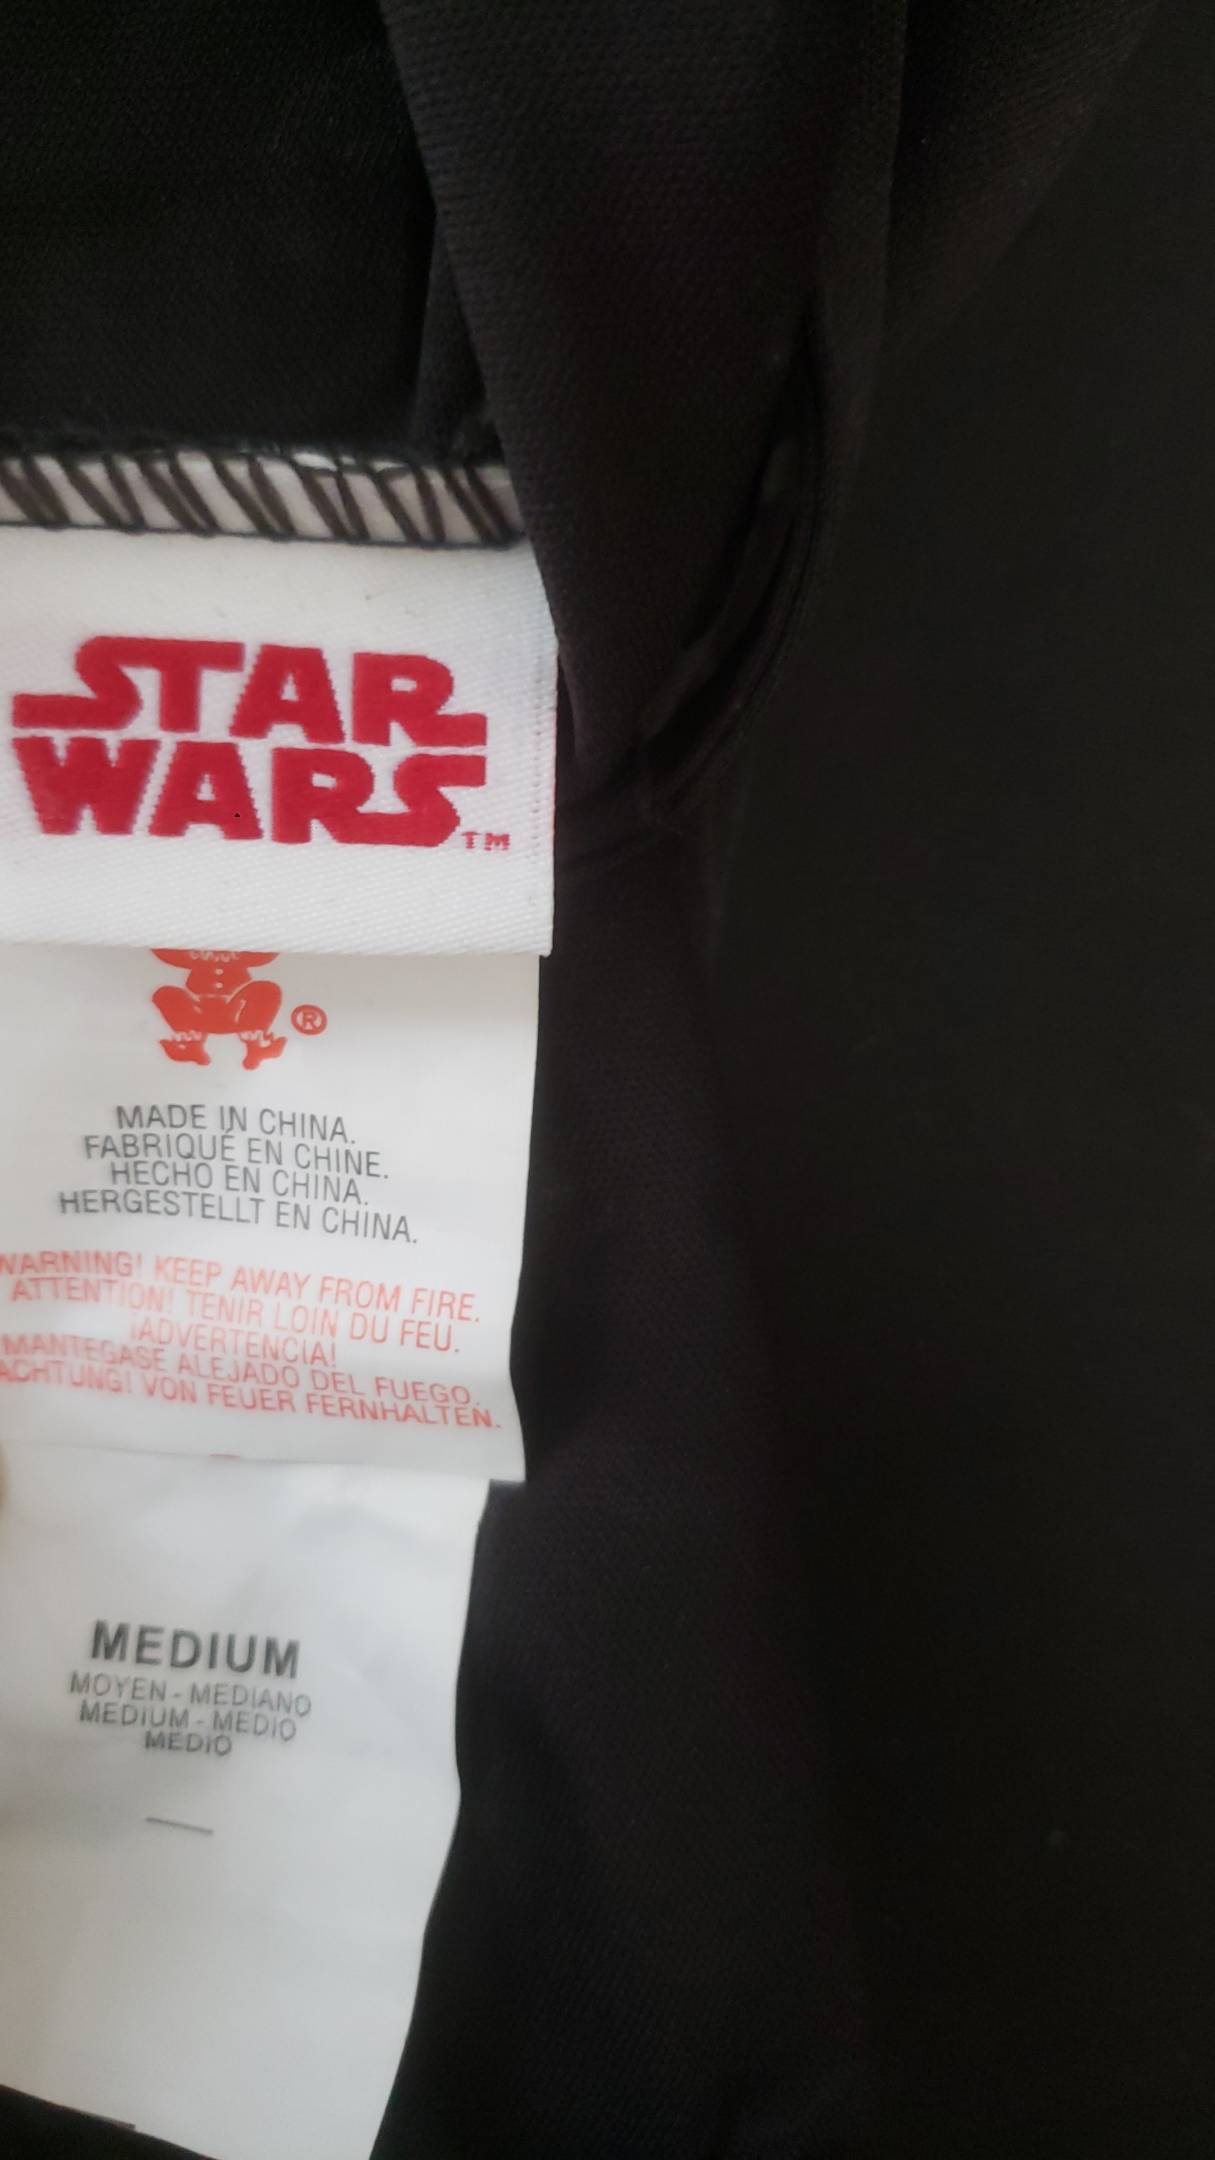 STAR
WARS™
®
MADE IN CHINA.
FABRIQUÉ EN CHINE.
HECHO EN CHINA.
HERGESTELLT EN CHINA.
WARNING! KEEP AWAY FROM FIRE.
ATTENTION! TENIR LOIN DU FEU.
¡ADVERTENCIA!
MANTEGASE ALEJADO DEL FUEGO.
ACHTUNG! VON FEUER FERNHALTEN.
MEDIUM
MOYEN - MEDIANO
MEDIUM - MEDIO
MEDIO